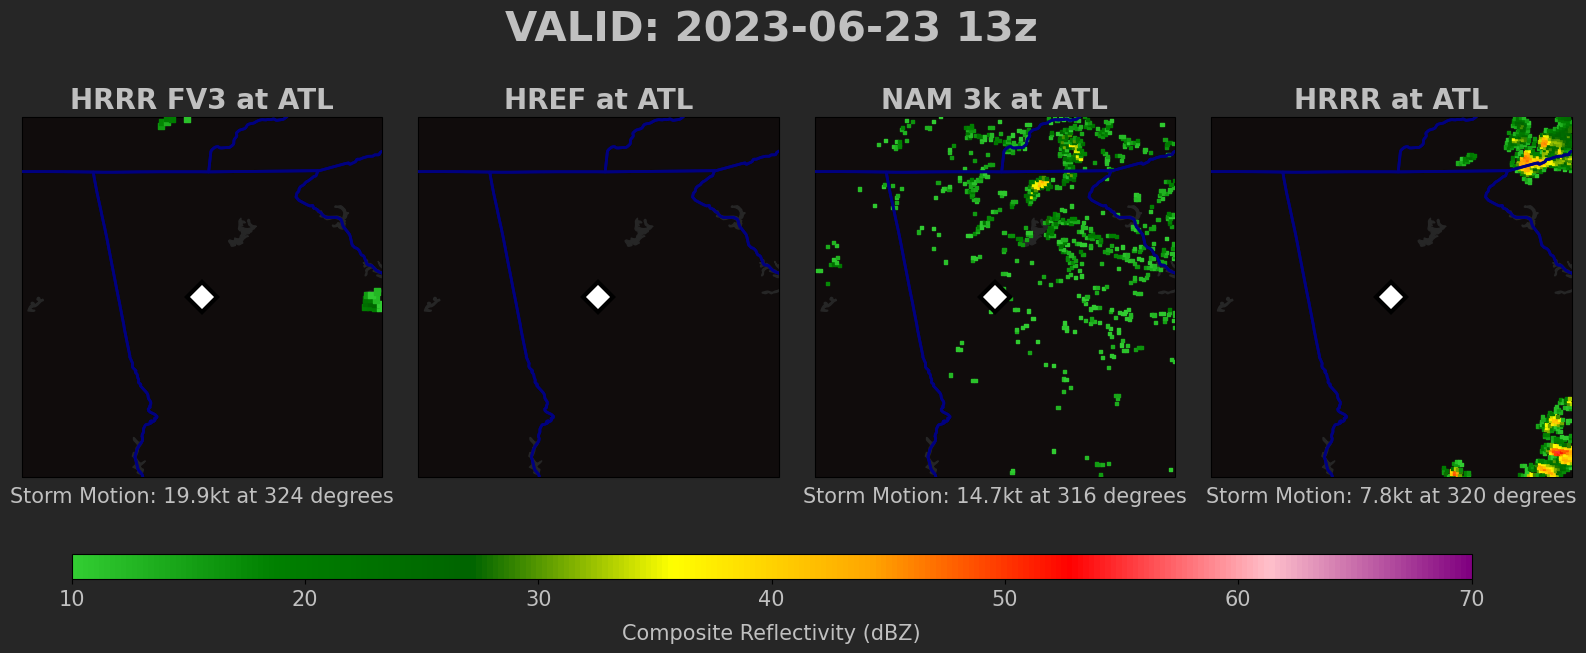 VALID: 2023-06-23 13z
HRRR FV3 at ATL
HREF at ATL
NAM 3k at ATL
HRRR at ATL
Storm Motion: 19.9kt at 324 degrees
Storm Motion: 14.7kt at 316 degrees
Storm Motion: 7.8kt at 320 degrees
10 20 30 40 50 60 70
Composite Reflectivity (dBZ)